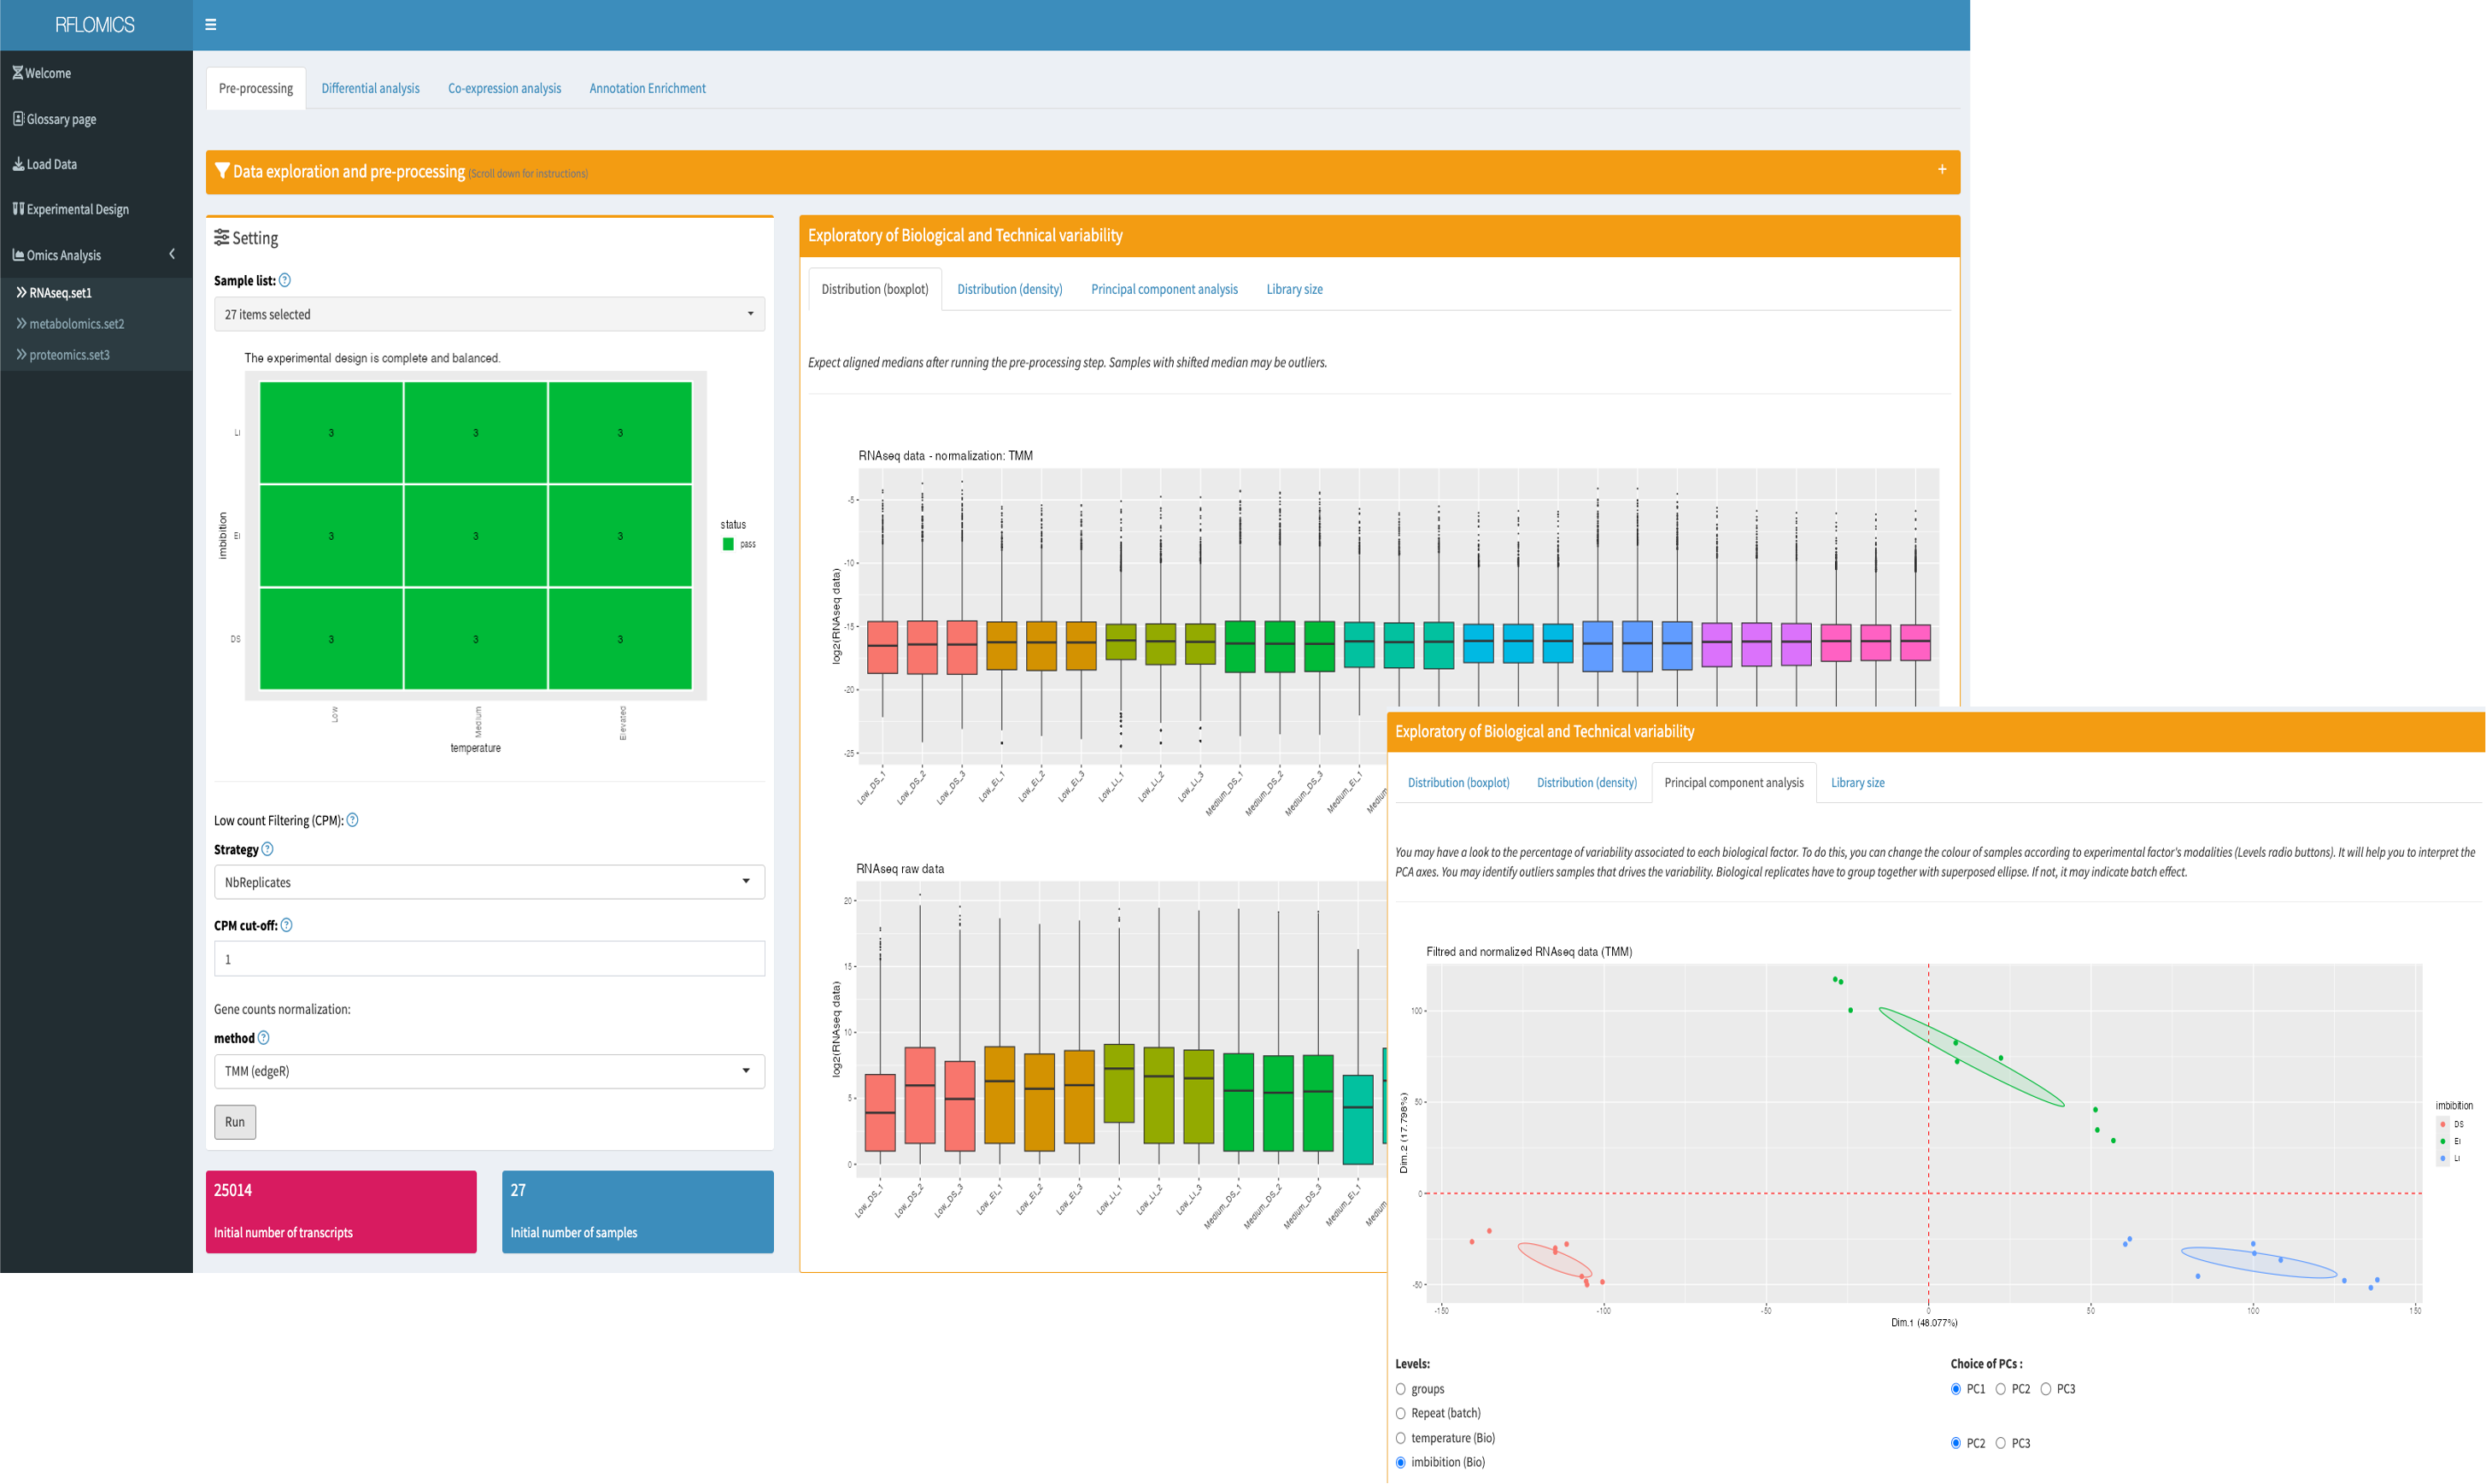 RFLOMICS
Welcome
Glossary page
Load Data
Experimental Design
Omics Analysis
RNAseq.set1
metabolomics.set2
proteomics.set3
Pre-processing Differential analysis Co-expression analysis Annotation Enrichment
Data exploration and pre-processing (Scroll down for instructions) +
Setting
Sample list: ?
27 items selected
The experimental design is complete and balanced.
LI 3 3 3
EI 3 3 3
DS 3 3 3
imbibition
Low Medium Elevated
temperature
status
pass
Low count Filtering (CPM): ?
Strategy ?
NbReplicates
CPM cut-off: ?
1
Gene counts normalization:
method ?
TMM (edgeR)
Run
25014
Initial number of transcripts
27
Initial number of samples
Exploratory of Biological and Technical variability
Distribution (boxplot) Distribution (density) Principal component analysis Library size
Expect aligned medians after running the pre-processing step. Samples with shifted median may be outliers.
RNAseq data - normalization: TMM
log2(RNAseq data)
-5
-10
-15
-20
-25
Low_DS_1 Low_DS_2 Low_DS_3 Low_EI_1 Low_EI_2 Low_EI_3 Low_LI_1 Low_LI_2 Low_LI_3 Medium_DS_1 Medium_DS_2 Medium_DS_3 Medium_EI_1
RNAseq raw data
log2(RNAseq data)
20
15
10
5
0
Low_DS_1 Low_DS_2 Low_DS_3 Low_EI_1 Low_EI_2 Low_EI_3 Low_LI_1 Low_LI_2 Low_LI_3 Medium_DS_1 Medium_DS_2 Medium_DS_3 Medium_EI_1
Exploratory of Biological and Technical variability
Distribution (boxplot) Distribution (density) Principal component analysis Library size
You may have a look to the percentage of variability associated to each biological factor. To do this, you can change the colour of samples according to experimental factor's modalities (Levels radio buttons). It will help you to interpret the
PCA axes. You may identify outliers samples that drives the variability. Biological replicates have to group together with superposed ellipse. If not, it may indicate batch effect.
Filtred and normalized RNAseq data (TMM)
Dim.2 (17.798%)
100
50
0
-50
-150 -100 -50 0 50 100 150
Dim.1 (48.077%)
imbibition
DS
EI
LI
Levels:
groups
Repeat (batch)
temperature (Bio)
imbibition (Bio)
Choice of PCs :
PC1 PC2 PC3
PC2 PC3